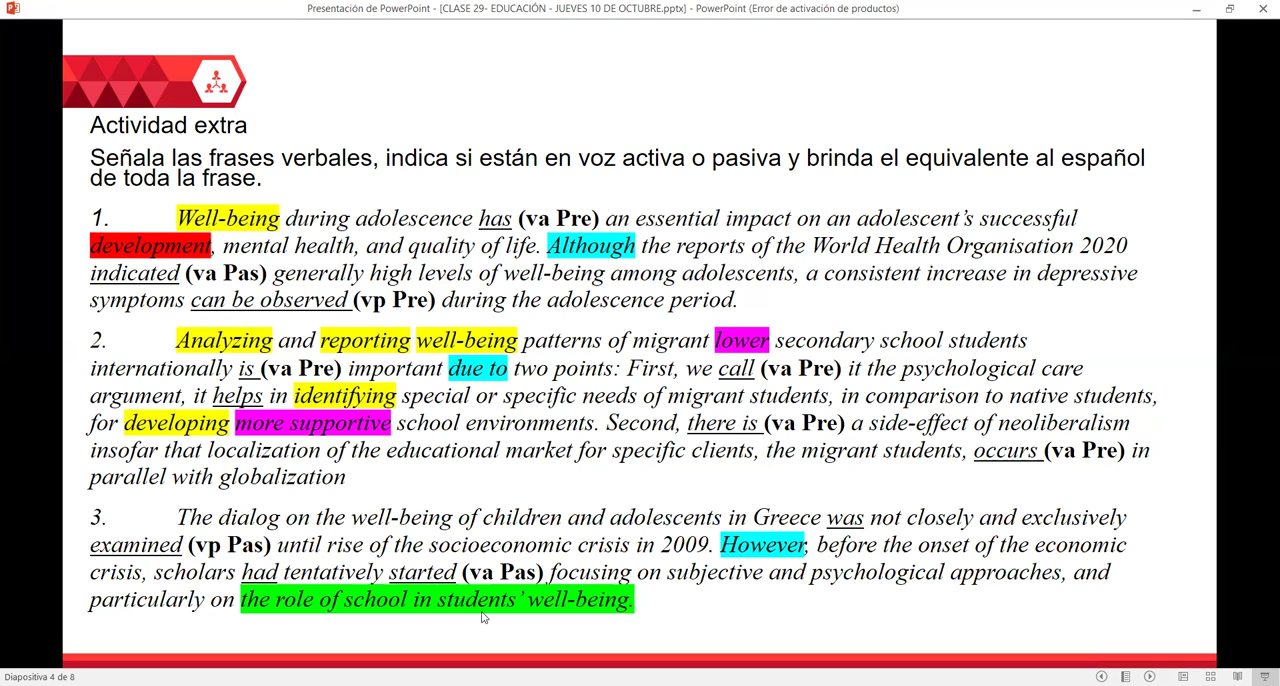 Presentación de PowerPoint - [CLASE 29- EDUCACIÓN - JUEVES 10 DE OCTUBRE.pptx] - PowerPoint (Error de activación de productos)
Actividad extra
Señala las frases verbales, indica si están en voz activa o pasiva y brinda el equivalente al español
de toda la frase.
1. Well-being during adolescence has (va Pre) an essential impact on an adolescent’s successful
development, mental health, and quality of life. Although the reports of the World Health Organisation 2020
indicated (va Pas) generally high levels of well-being among adolescents, a consistent increase in depressive
symptoms can be observed (vp Pre) during the adolescence period.
2. Analyzing and reporting well-being patterns of migrant lower secondary school students
internationally is (va Pre) important due to two points: First, we call (va Pre) it the psychological care
argument, it helps in identifying special or specific needs of migrant students, in comparison to native students,
for developing more supportive school environments. Second, there is (va Pre) a side-effect of neoliberalism
insofar that localization of the educational market for specific clients, the migrant students, occurs (va Pre) in
parallel with globalization
3. The dialog on the well-being of children and adolescents in Greece was not closely and exclusively
examined (vp Pas) until rise of the socioeconomic crisis in 2009. However, before the onset of the economic
crisis, scholars had tentatively started (va Pas) focusing on subjective and psychological approaches, and
particularly on the role of school in students’ well-being.
Diapositiva 4 de 8